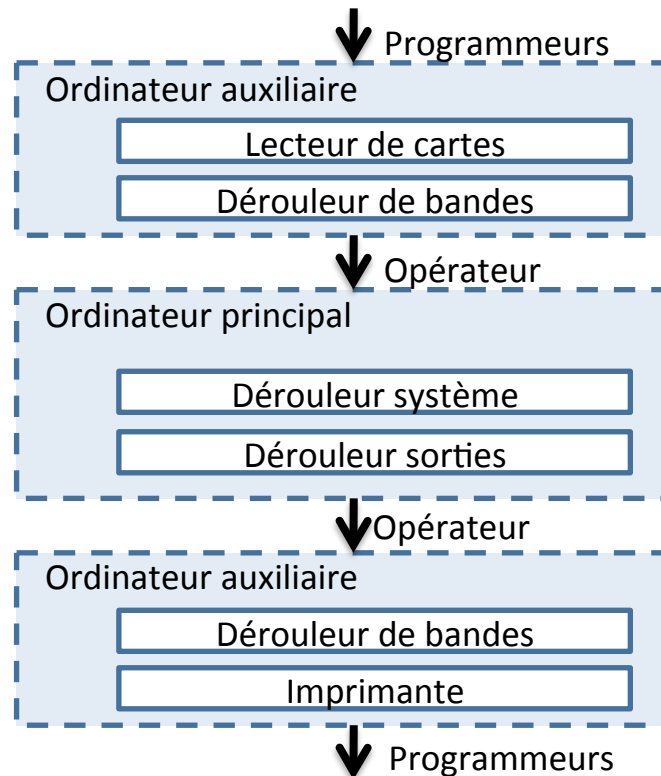 Programmeurs
Ordinateur auxiliaire
Lecteur de cartes
Dérouleur de bandes
Opérateur
Ordinateur principal
Dérouleur système
Dérouleur sorties
Opérateur
Ordinateur auxiliaire
Dérouleur de bandes
Imprimante
Programmeurs